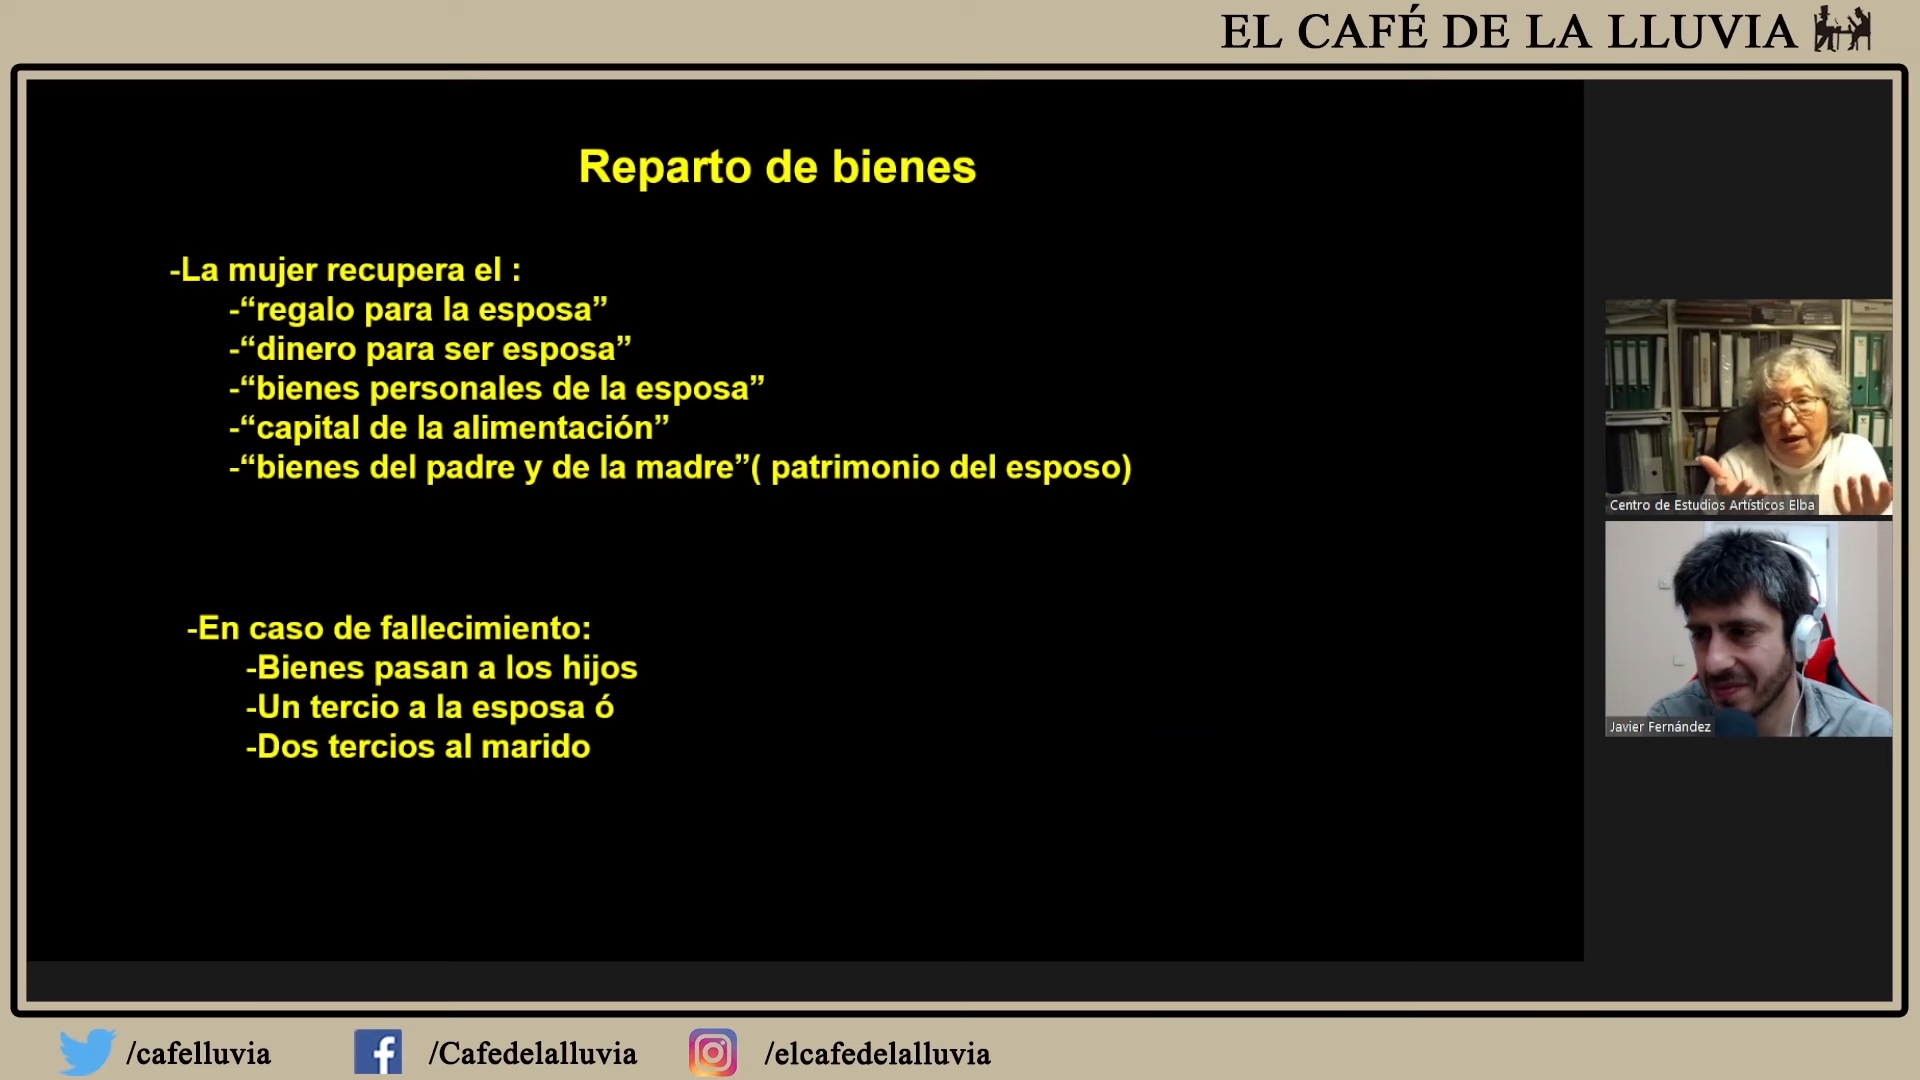 EL CAFÉ DE LA LLUVIA
Reparto de bienes
-La mujer recupera el :
-“regalo para la esposa”
-“dinero para ser esposa”
-“bienes personales de la esposa”
-“capital de la alimentación”
-“bienes del padre y de la madre”( patrimonio del esposo)
-En caso de fallecimiento:
-Bienes pasan a los hijos
-Un tercio a la esposa ó
-Dos tercios al marido
Centro de Estudios Artísticos Elba
Javier Fernández
/cafelluvia
/Cafedelalluvia
/elcafedelalluvia